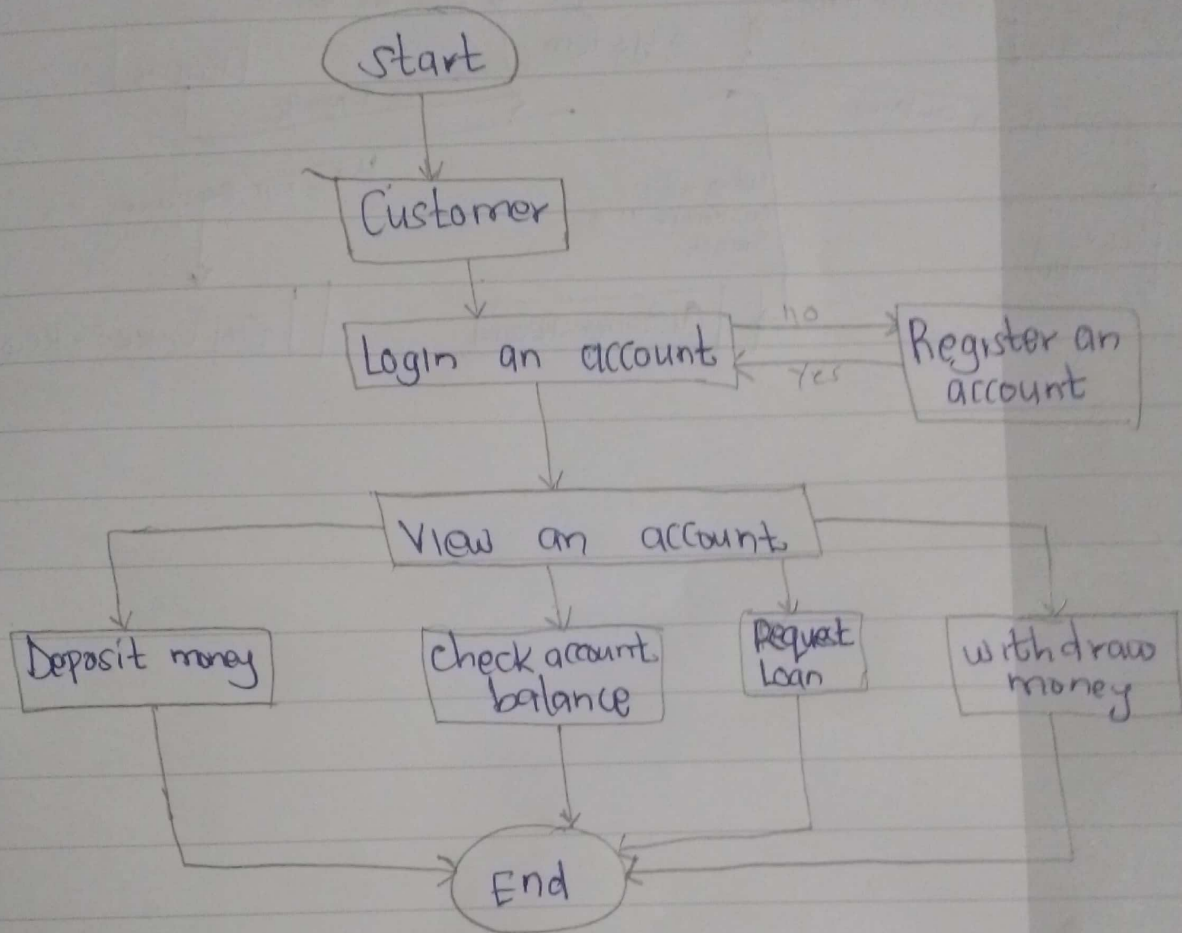 Start
Customer
Login an account
no
Yes
Register an
account
View an account
Deposit money
Check account
balance
Request
Loan
withdraw
money
End